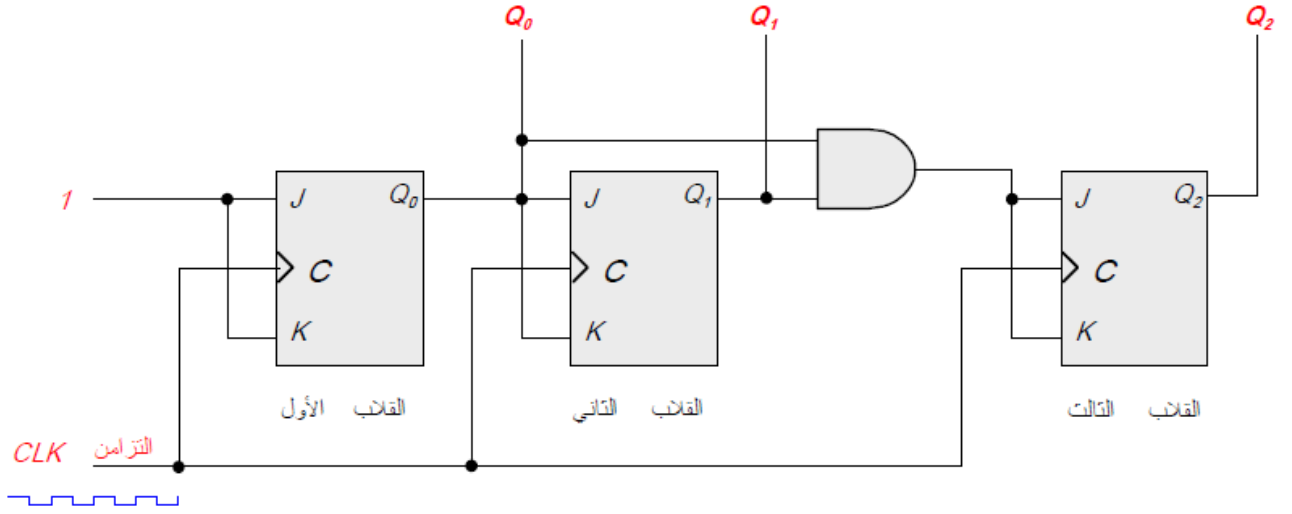 Q0 Q1 Q2
1
J Q0 J Q1 J Q2
C C C
K K K
القلاب الأول القلاب الثاني القلاب الثالث
CLK التزامن